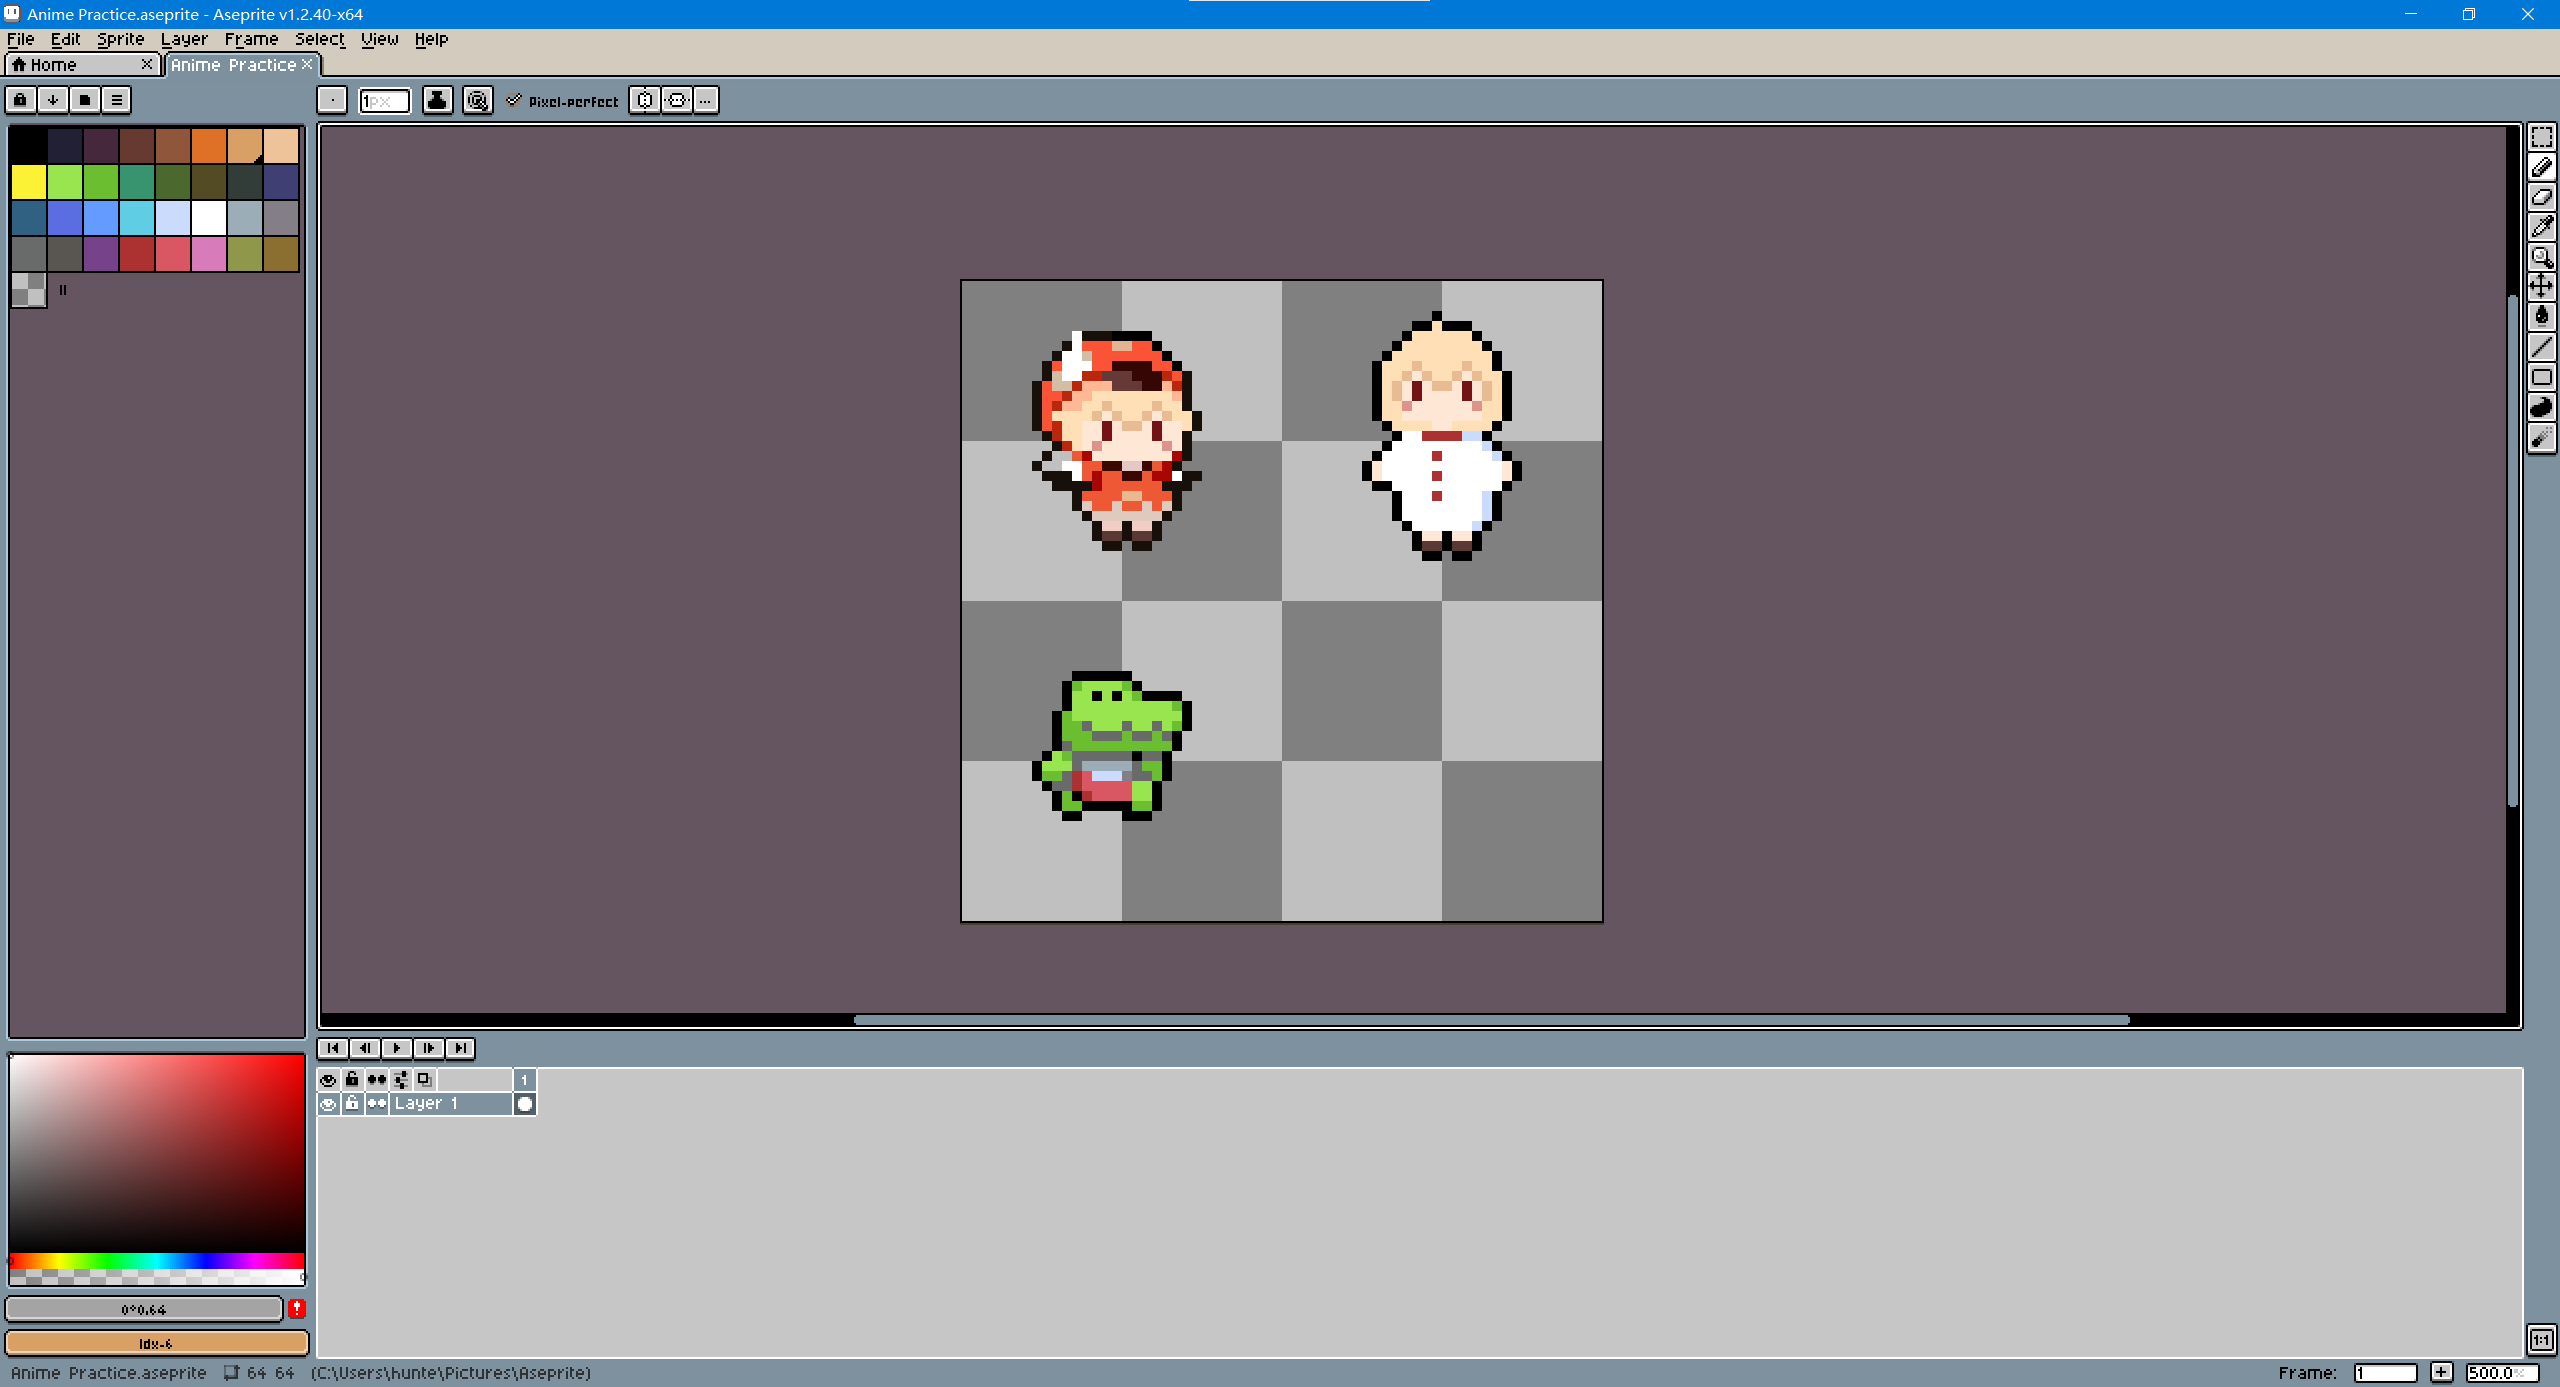 Anime Practice.aseprite - Aseprite v1.2.40-x64
File Edit Sprite Layer Frame Select View Help
Home
Anime Practice
1px
Pixel-perfect
...
1
Layer 1
0°0,64
!
Idx-6
1:1
Anime Practice.aseprite 64 64 (C:\Users\hunte\Pictures\Aseprite)
Frame: 1 + 500.0%